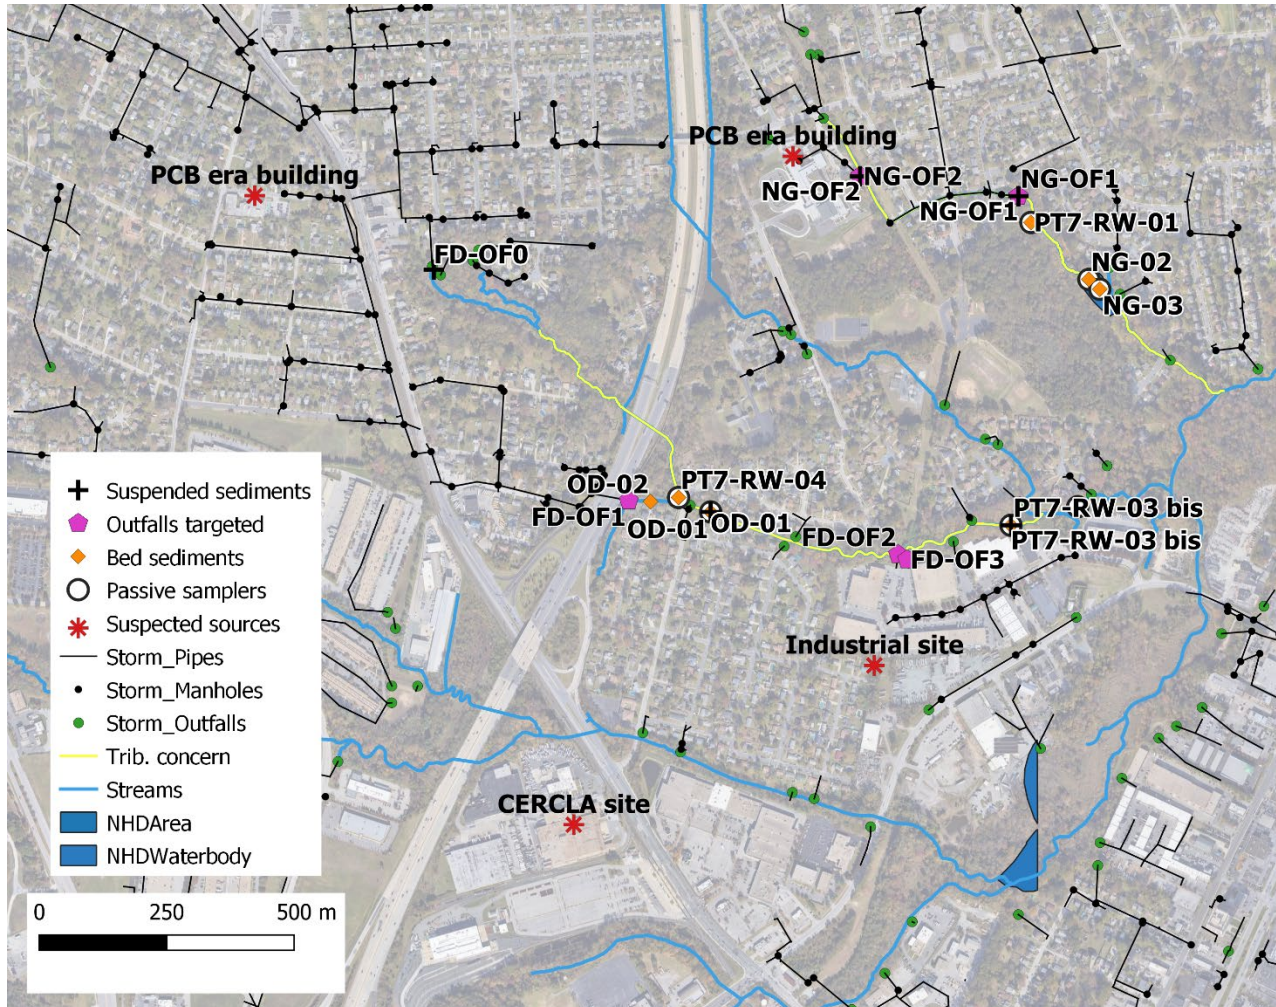 PCB era building
PCB era building
NG-OF2
NG-OF2
NG-OF1
NG-OF1
PT7-RW-01
FD-OF0
NG-02
NG-03
OD-02
PT7-RW-04
FD-OF1
OD-01
OD-01
FD-OF2
FD-OF3
PT7-RW-03 bis
PT7-RW-03 bis
Industrial site
CERCLA site
Suspended sediments
Outfalls targeted
Bed sediments
Passive samplers
Suspected sources
Storm_Pipes
Storm_Manholes
Storm_Outfalls
Trib. concern
Streams
NHDArea
NHDWaterbody
0 250 500 m